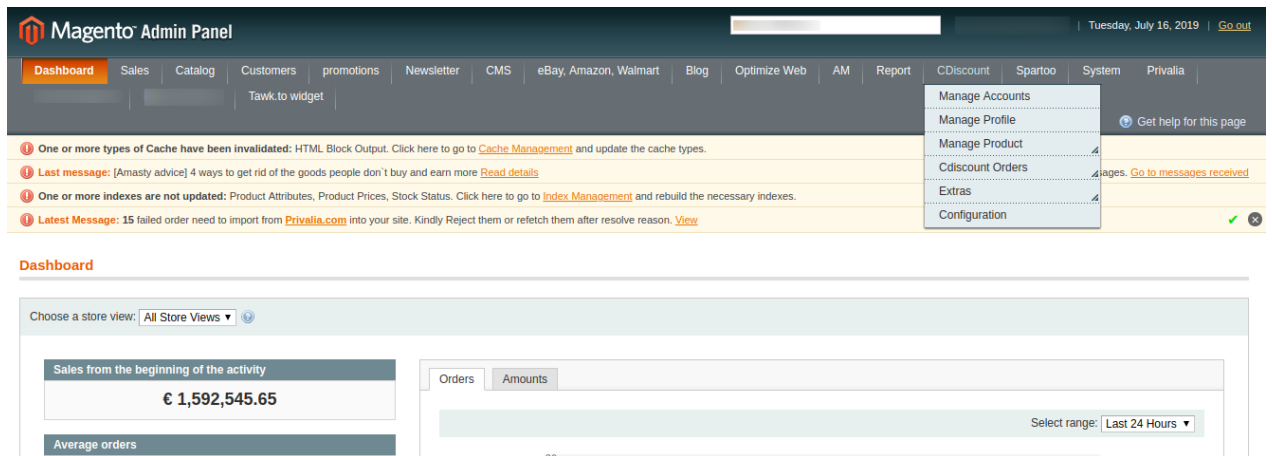 Magento Admin Panel
| Tuesday, July 16, 2019 | Go out
Dashboard Sales Catalog Customers promotions Newsletter CMS eBay, Amazon, Walmart Blog Optimize Web AM Report CDiscount Spartoo System Privalia
Tawk.to widget
Manage Accounts
Manage Profile
Manage Product
Cdiscount Orders
Extras
Configuration
Get help for this page
One or more types of Cache have been invalidated: HTML Block Output. Click here to go to Cache Management and update the cache types.
Last message: [Amasty advice] 4 ways to get rid of the goods people don`t buy and earn more Read details
ages. Go to messages received
One or more indexes are not updated: Product Attributes, Product Prices, Stock Status. Click here to go to Index Management and rebuild the necessary indexes.
Latest Message: 15 failed order need to import from Privalia.com into your site. Kindly Reject them or refetch them after resolve reason. View
Dashboard
Choose a store view: All Store Views
Sales from the beginning of the activity
€ 1,592,545.65
Average orders
Orders Amounts
Select range: Last 24 Hours